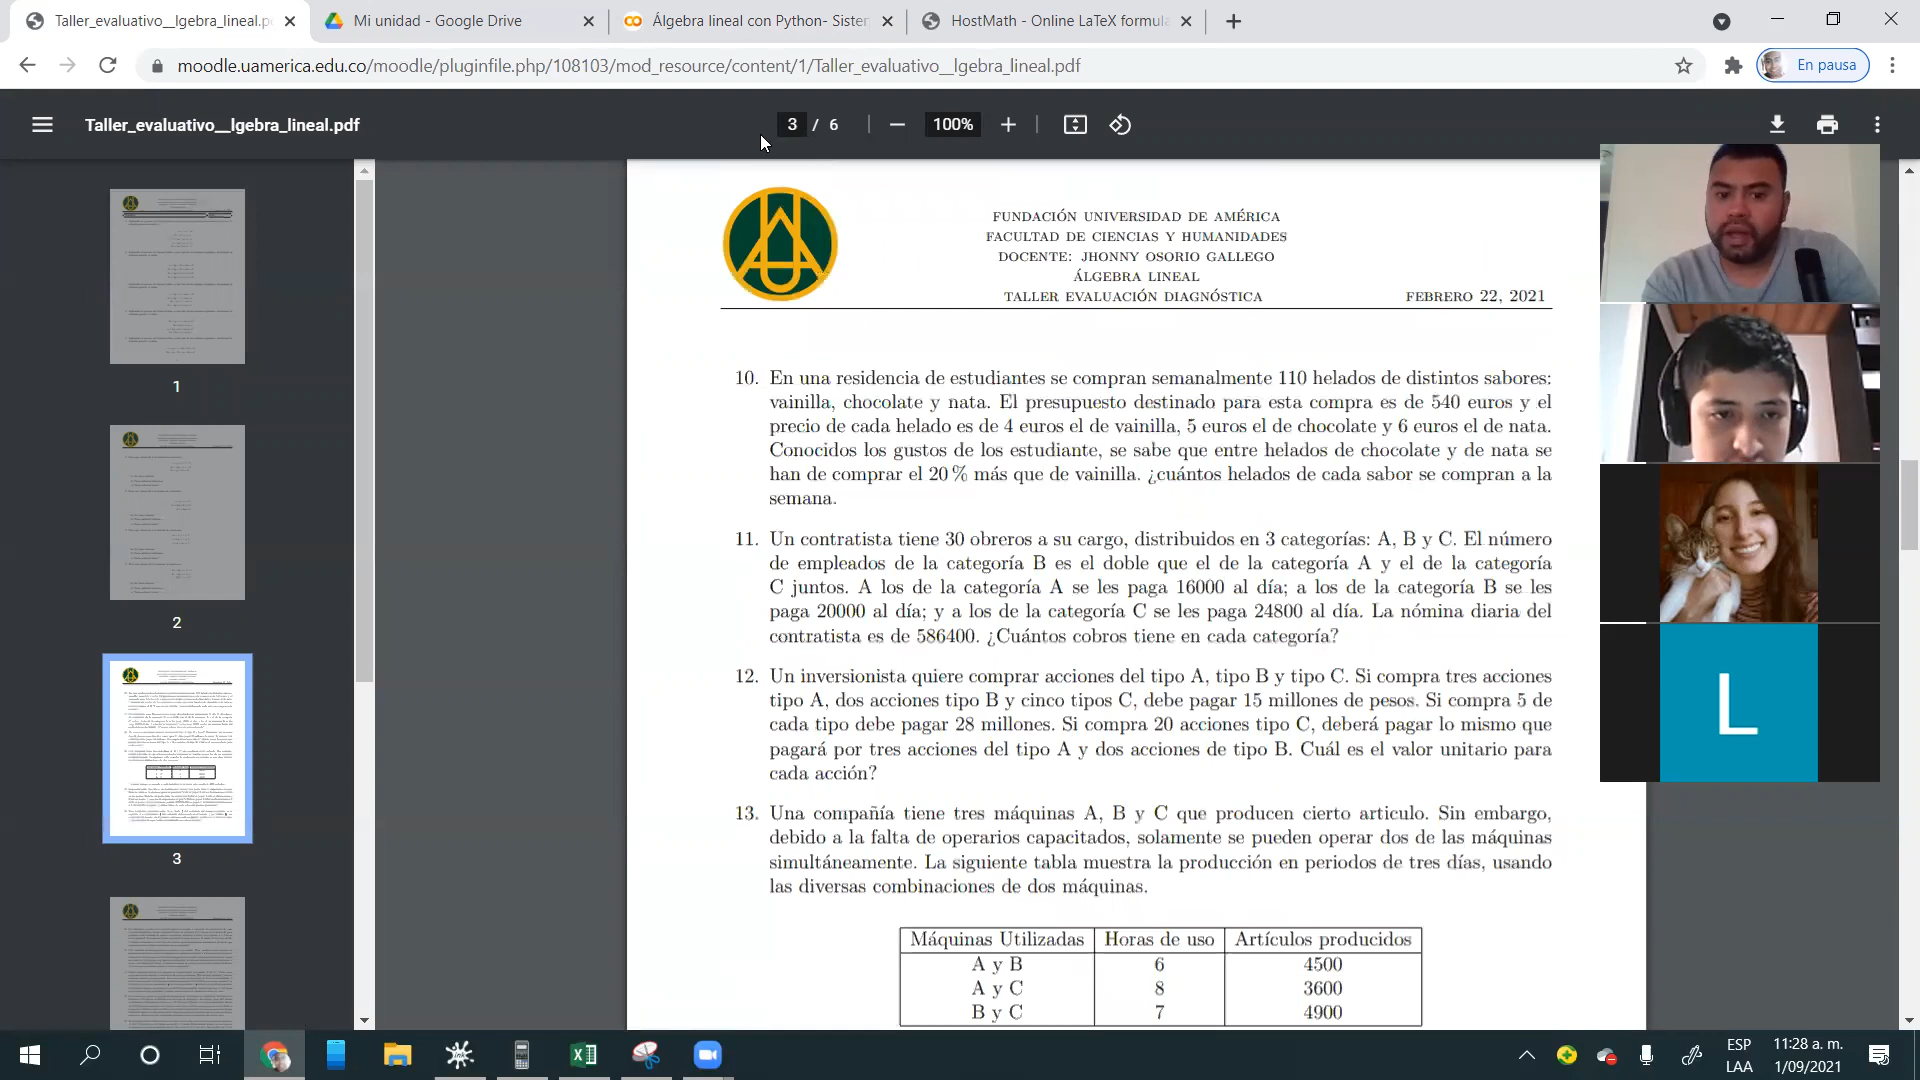 Taller_evaluativo__lgebra_lineal.p
Mi unidad - Google Drive
Álgebra lineal con Python- Sister
HostMath - Online LaTeX formula
moodle.uamerica.edu.co/moodle/pluginfile.php/108103/mod_resource/content/1/Taller_evaluativo__lgebra_lineal.pdf
En pausa
Taller_evaluativo__lgebra_lineal.pdf
3 / 6
100%
1
2
3
FUNDACIÓN UNIVERSIDAD DE AMÉRICA
FACULTAD DE CIENCIAS Y HUMANIDADES
DOCENTE: JHONNY OSORIO GALLEGO
ÁLGEBRA LINEAL
TALLER EVALUACIÓN DIAGNÓSTICA FEBRERO 22, 2021
10. En una residencia de estudiantes se compran semanalmente 110 helados de distintos sabores:
vainilla, chocolate y nata. El presupuesto destinado para esta compra es de 540 euros y el
precio de cada helado es de 4 euros el de vainilla, 5 euros el de chocolate y 6 euros el de nata.
Conocidos los gustos de los estudiante, se sabe que entre helados de chocolate y de nata se
han de comprar el 20 % más que de vainilla. ¿cuántos helados de cada sabor se compran a la
semana.
11. Un contratista tiene 30 obreros a su cargo, distribuidos en 3 categorías: A, B y C. El número
de empleados de la categoría B es el doble que el de la categoría A y el de la categoría
C juntos. A los de la categoría A se les paga 16000 al día; a los de la categoría B se les
paga 20000 al día; y a los de la categoría C se les paga 24800 al día. La nómina diaria del
contratista es de 586400. ¿Cuántos cobros tiene en cada categoría?
12. Un inversionista quiere comprar acciones del tipo A, tipo B y tipo C. Si compra tres acciones
tipo A, dos acciones tipo B y cinco tipos C, debe pagar 15 millones de pesos. Si compra 5 de
cada tipo debe pagar 28 millones. Si compra 20 acciones tipo C, deberá pagar lo mismo que
pagará por tres acciones del tipo A y dos acciones de tipo B. Cuál es el valor unitario para
cada acción?
13. Una compañía tiene tres máquinas A, B y C que producen cierto articulo. Sin embargo,
debido a la falta de operarios capacitados, solamente se pueden operar dos de las máquinas
simultáneamente. La siguiente tabla muestra la producción en periodos de tres días, usando
las diversas combinaciones de dos máquinas.
Máquinas Utilizadas Horas de uso Artículos producidos
A y B 6 4500
A y C 8 3600
B y C 7 4900
L
ESP
LAA
11:28 a. m.
1/09/2021